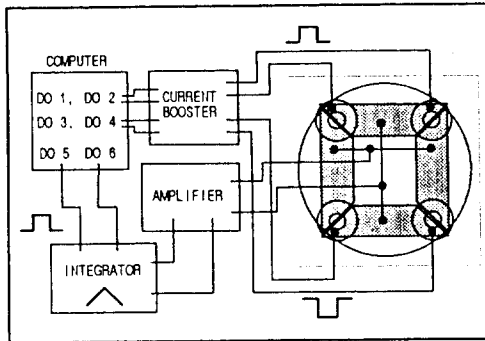 COMPUTER
DO 1, DO 2
DO 3, DO 4
DO 5 DO 6
CURRENT
BOOSTER
AMPLIFIER
INTEGRATOR